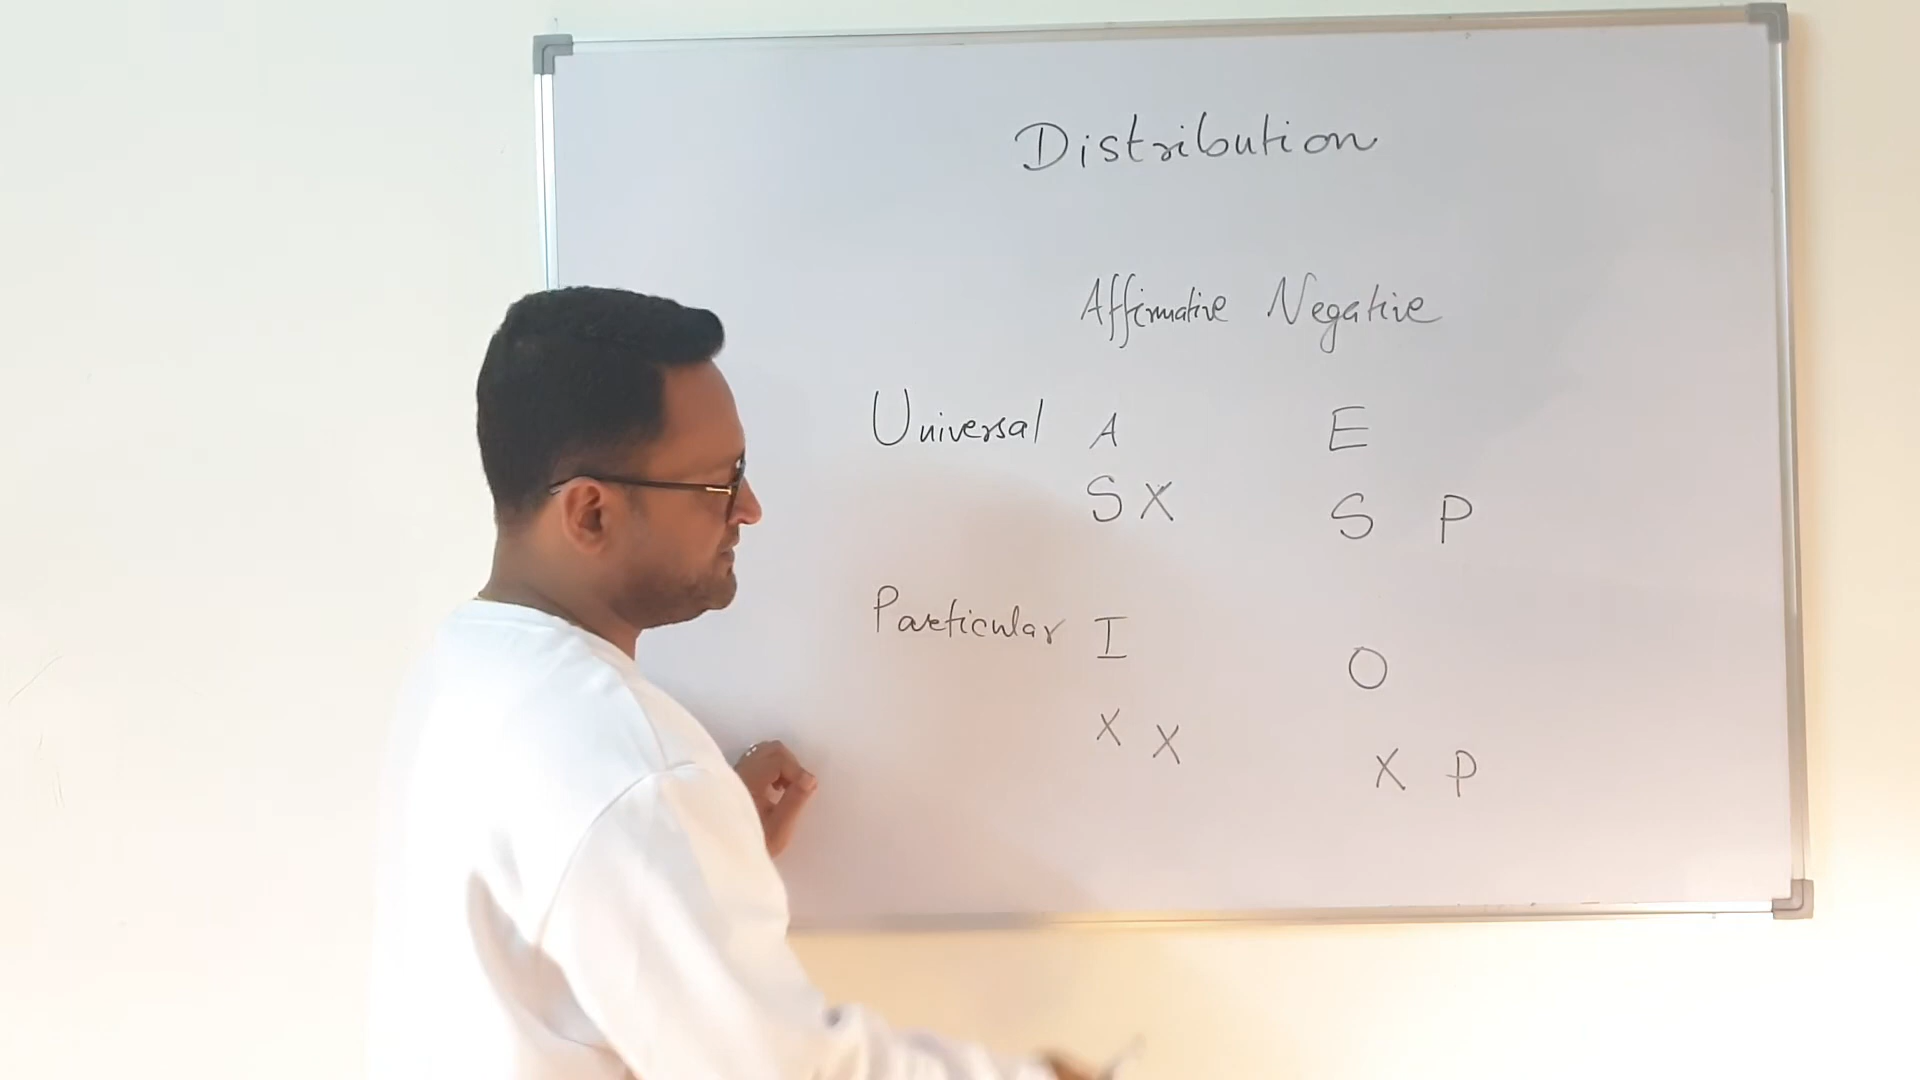 Distribution
Affirmative Negative
Universal A E
S X S P
Particular I O
X X X P